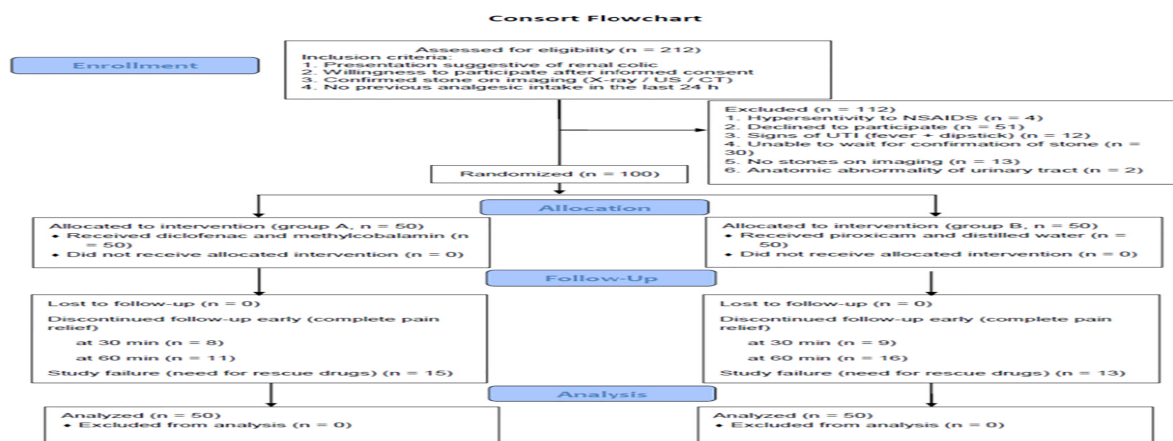 Consort Flowchart
Enrollment
Assessed for eligibility (n = 212)
Inclusion criteria:
1. Presentation suggestive of renal colic
2. Willingness to participate after informed consent
3. Confirmed stone on imaging (X-ray / US / CT)
4. No previous analgesic intake in the last 24 h
Excluded (n = 112)
1. Hypersentivity to NSAIDS (n = 4)
2. Declined to participate (n = 51)
3. Signs of UTI (fever + dipstick) (n = 12)
4. Unable to wait for confirmation of stone (n =
30)
5. No stones on imaging (n = 13)
6. Anatomic abnormality of urinary tract (n = 2)
Randomized (n = 100)
Allocation
Allocated to intervention (group A, n = 50)
• Received diclofenac and methylcobalamin (n
= 50)
• Did not receive allocated intervention (n = 0)
Allocated to intervention (group B, n = 50)
• Received piroxicam and distilled water (n =
50)
• Did not receive allocated intervention (n = 0)
Follow-Up
Lost to follow-up (n = 0)
Discontinued follow-up early (complete pain
relief)
at 30 min (n = 8)
at 60 min (n = 11)
Study failure (need for rescue drugs) (n = 15)
Lost to follow-up (n = 0)
Discontinued follow-up early (complete pain
relief)
at 30 min (n = 9)
at 60 min (n = 16)
Study failure (need for rescue drugs) (n = 13)
Analysis
Analyzed (n = 50)
• Excluded from analysis (n = 0)
Analyzed (n = 50)
• Excluded from analysis (n = 0)